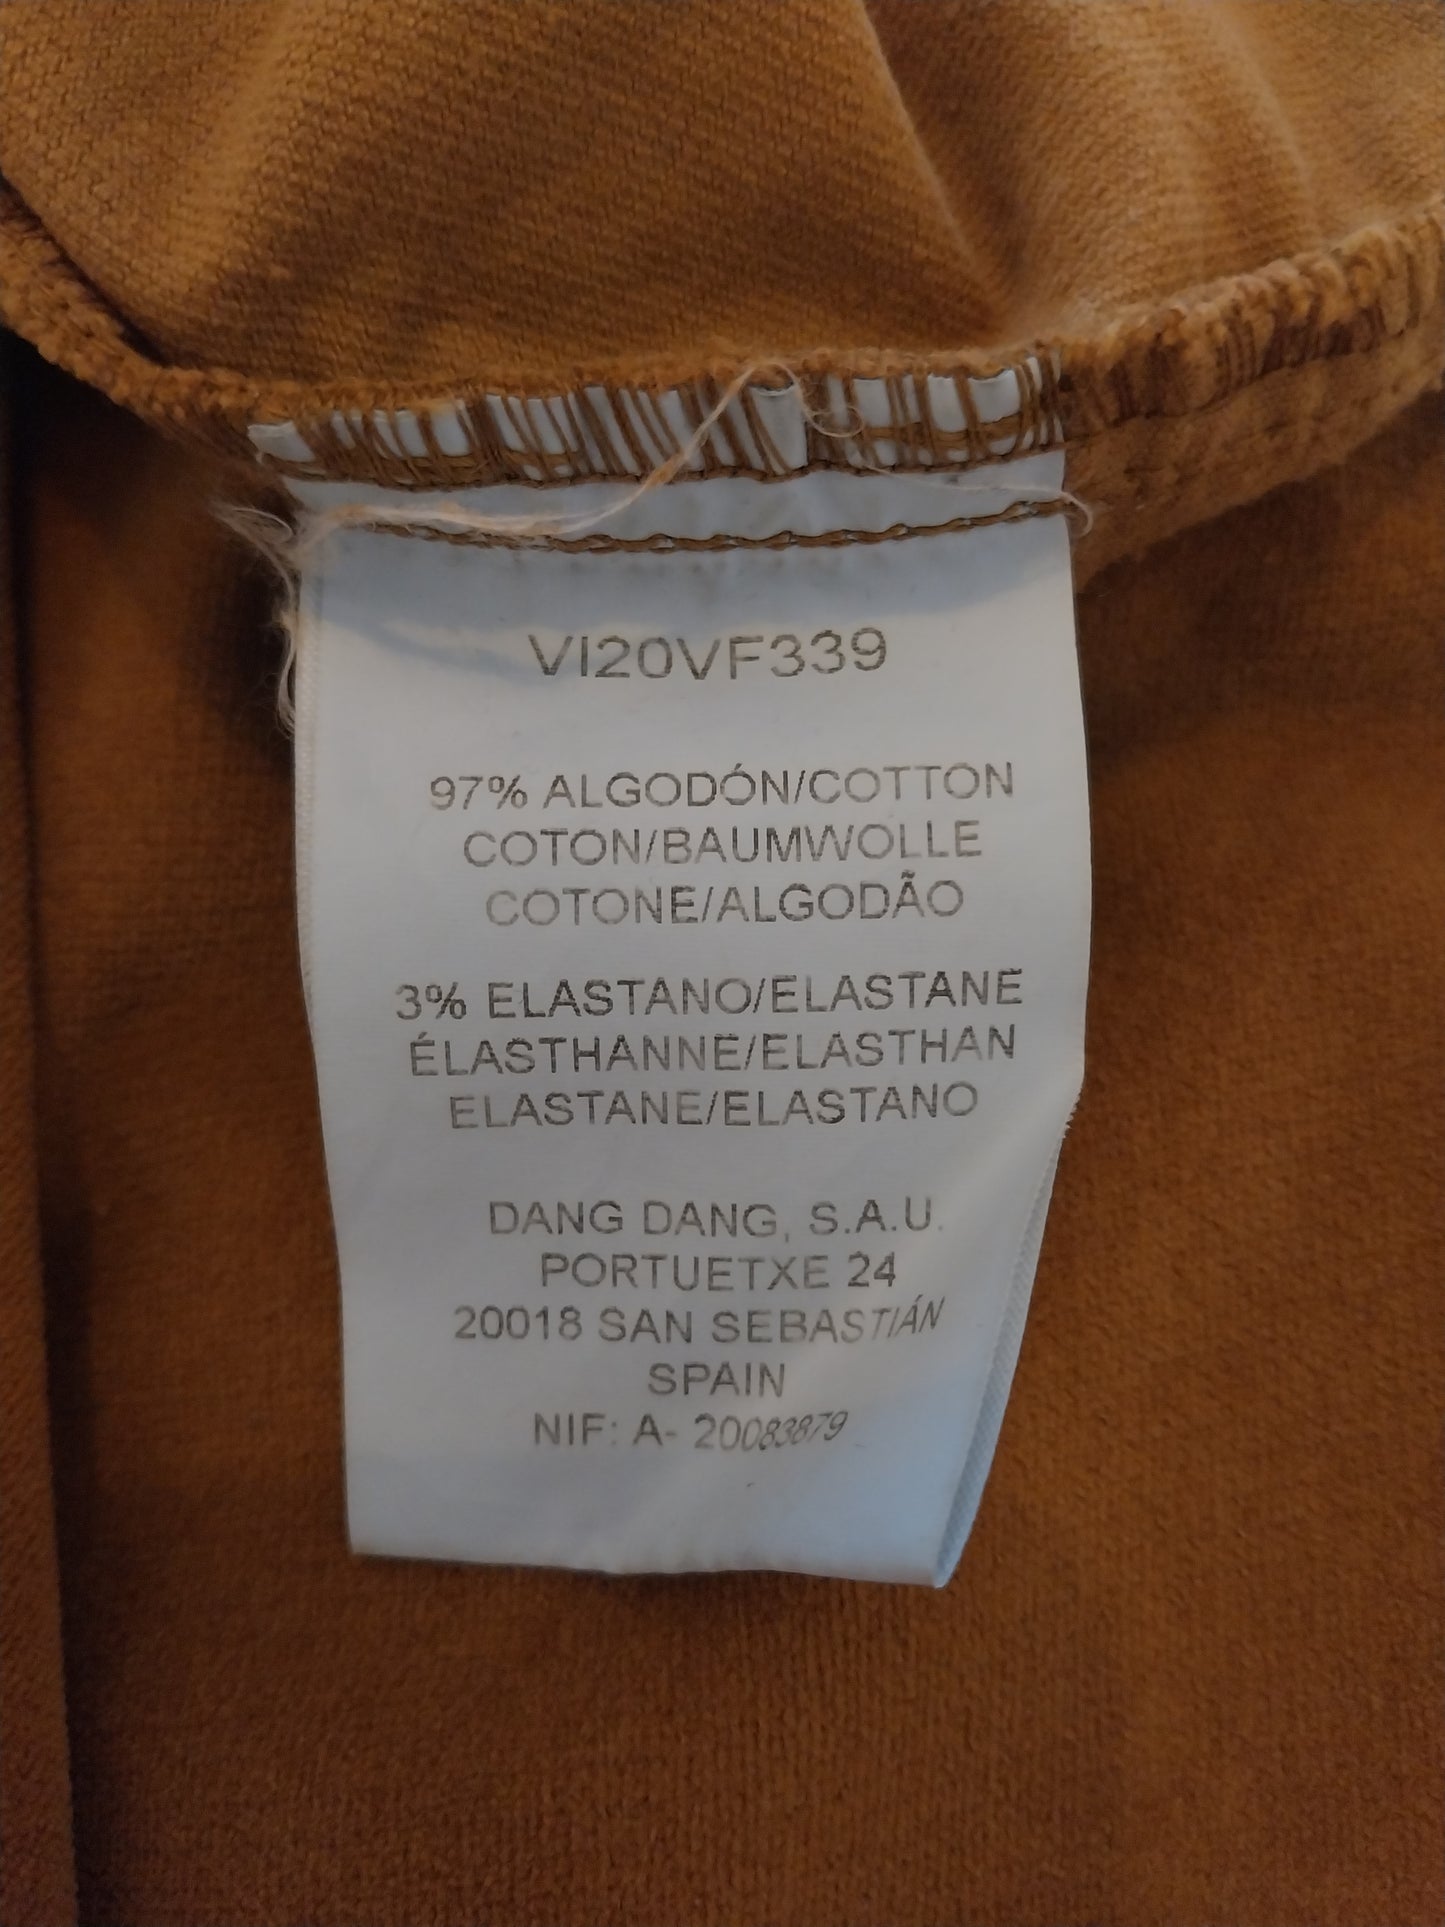 VI20VF339
97% ALGODÓN/COTTON
COTON/BAUMWOLLE
COTONE/ALGODÃO
3% ELASTANO/ELASTANE
ÉLASTHANNE/ELASTHAN
ELASTANE/ELASTANO
DANG DANG, S.A.U.
PORTUETXE 24
20018 SAN SEBASTIÁN
SPAIN
NIF: A- 20083879